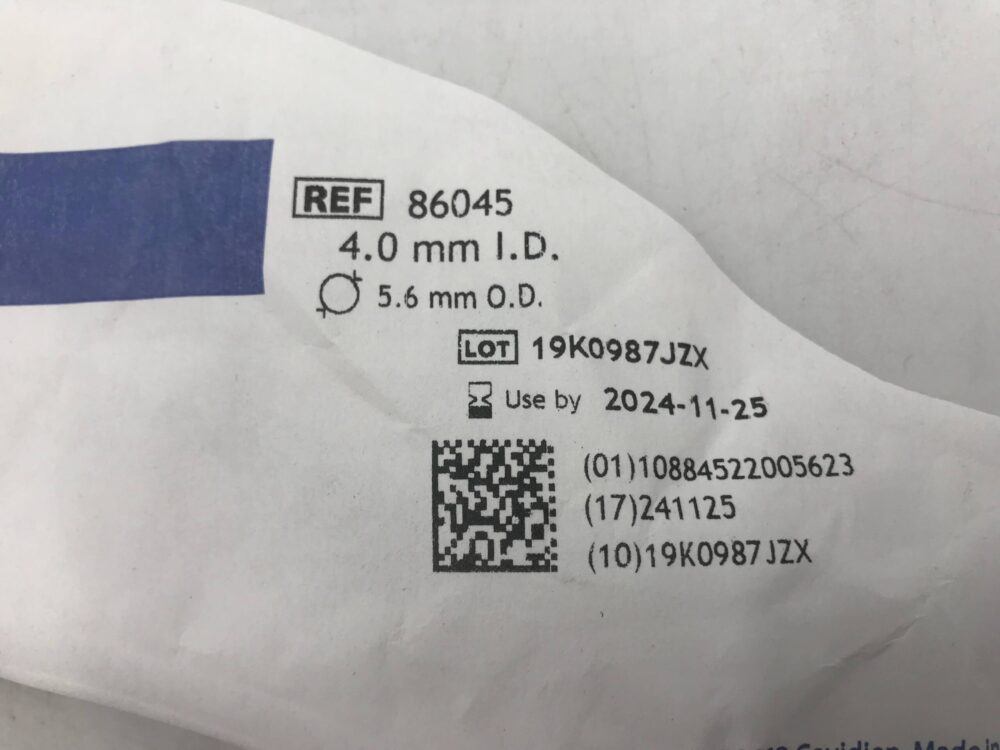 REF 86045
4.0 mm I.D.
5.6 mm O.D.
LOT 19K0987JZX
Use by 2024-11-25
(01)10884522005623
(17)241125
(10)19K0987JZX
Covidien.